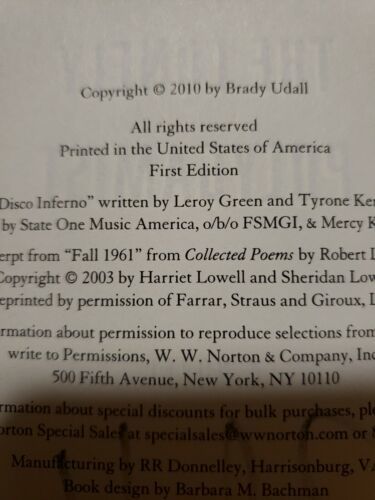 Copyright © 2010 by Brady Udall
All rights reserved
Printed in the United States of America
First Edition
Disco Inferno" written by Leroy Green and Tyrone Ker
by State One Music America, o/b/o FSMGI, & Mercy K
erpt from "Fall 1961" from Collected Poems by Robert L
Copyright © 2003 by Harriet Lowell and Sheridan Low
eprinted by permission of Farrar, Straus and Giroux, L
rmation about permission to reproduce selections from
write to Permissions, W. W. Norton & Company, Inc
500 Fifth Avenue, New York, NY 10110
rmation about special discounts for bulk purchases, ple
orton Special Sales at specialsales@wwnorton.com or 8
Manufacturing by RR Donnelley, Harrisonburg, V
Book design by Barbara M. Bachman